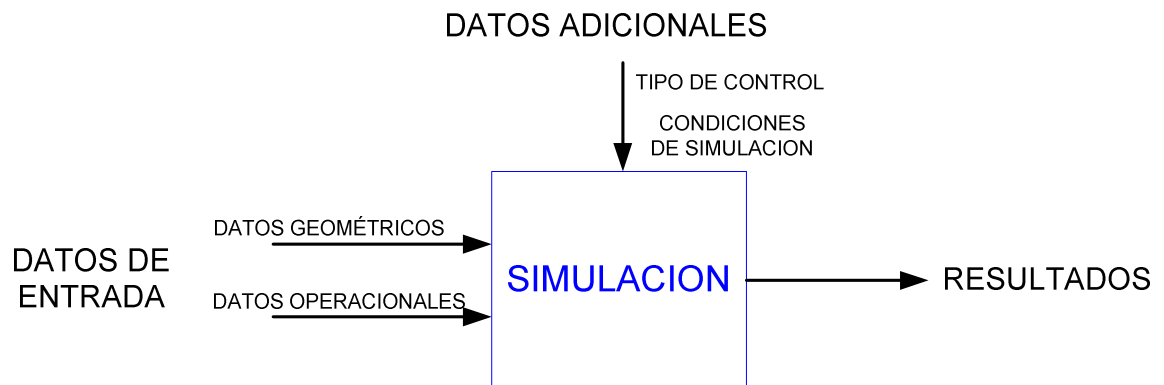 DATOS ADICIONALES
TIPO DE CONTROL
CONDICIONES
DE SIMULACION
DATOS GEOMÉTRICOS
DATOS DE
ENTRADA
DATOS OPERACIONALES
SIMULACION
RESULTADOS